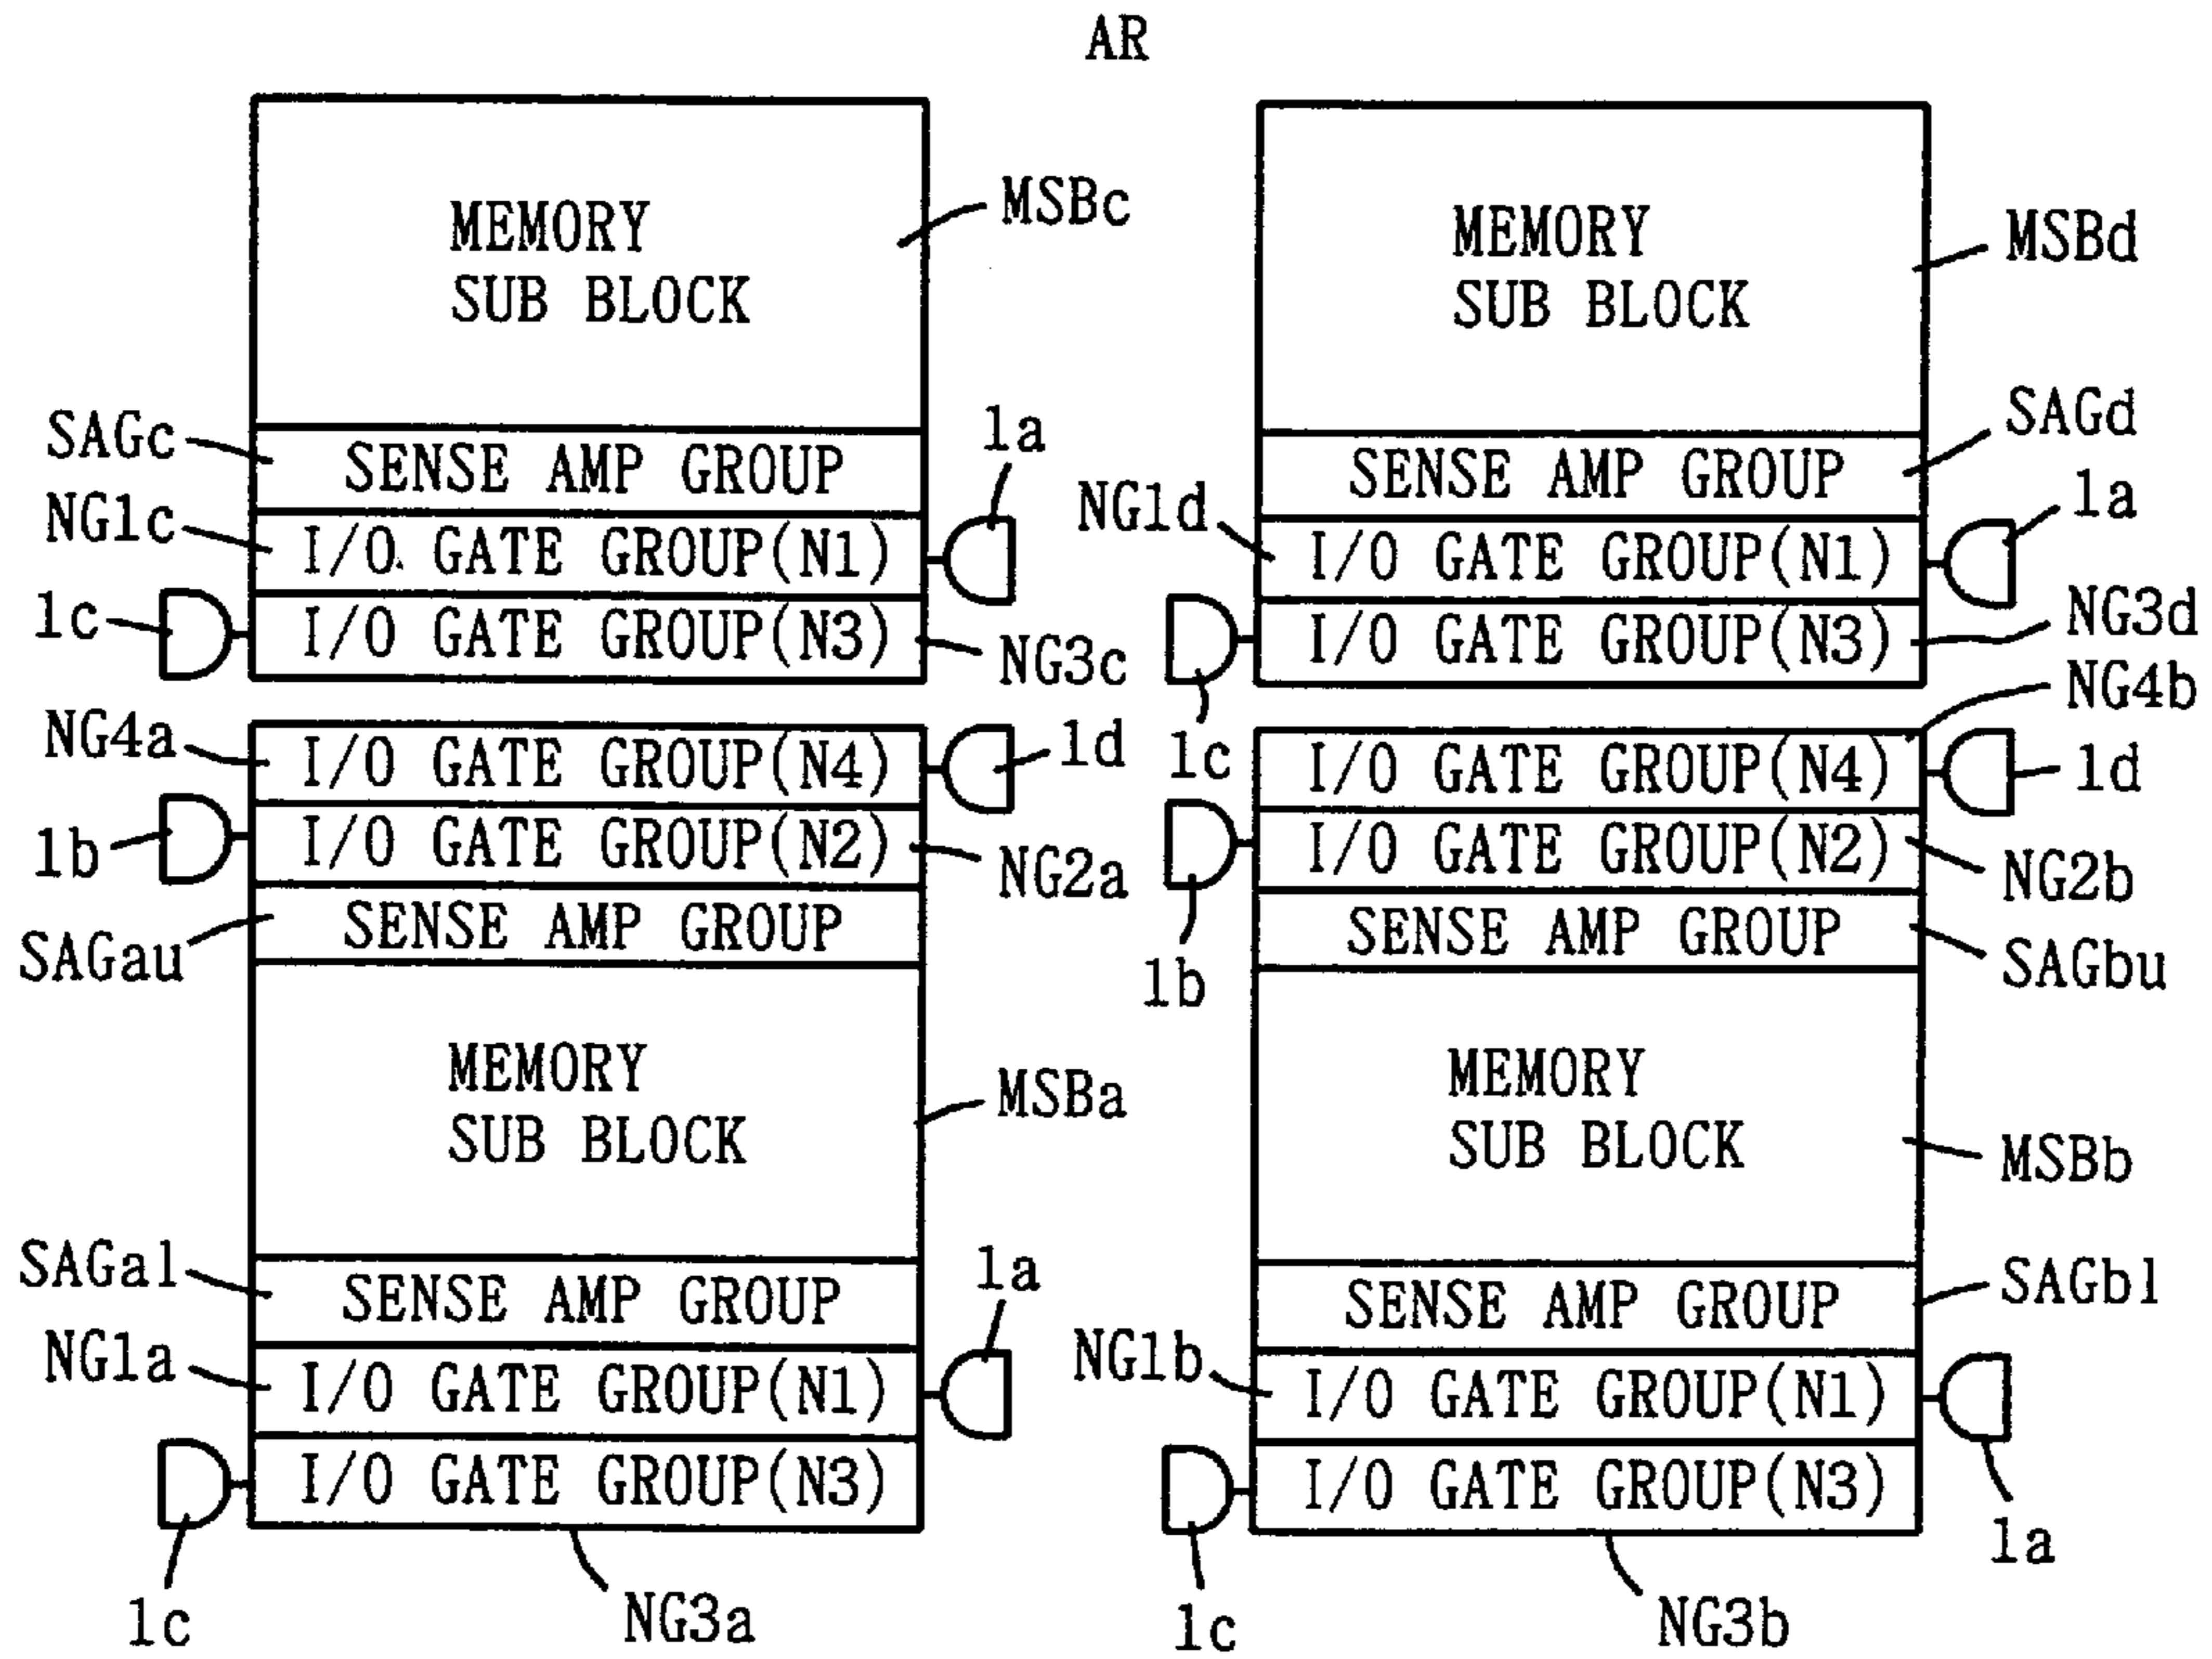 AR
MEMORY
SUB BLOCK
MSBc
MEMORY
SUB BLOCK
MSBd
SAGc
SENSE AMP GROUP
1a
SENSE AMP GROUP
SAGd
NG1c
I/O GATE GROUP(N1)
NG1d
I/O GATE GROUP(N1)
1a
1c
I/O GATE GROUP(N3)
NG3c
1c
I/O GATE GROUP(N3)
NG3d
NG4a
I/O GATE GROUP(N4)
1d
I/O GATE GROUP(N4)
NG4b
1d
1b
I/O GATE GROUP(N2)
NG2a
1b
I/O GATE GROUP(N2)
NG2b
SAGau
SENSE AMP GROUP
SENSE AMP GROUP
SAGbu
MEMORY
SUB BLOCK
MSBa
MEMORY
SUB BLOCK
MSBb
SAGal
SENSE AMP GROUP
1a
SENSE AMP GROUP
SAGbl
NG1a
I/O GATE GROUP(N1)
NG1b
I/O GATE GROUP(N1)
1a
1c
I/O GATE GROUP(N3)
NG3a
1c
I/O GATE GROUP(N3)
NG3b